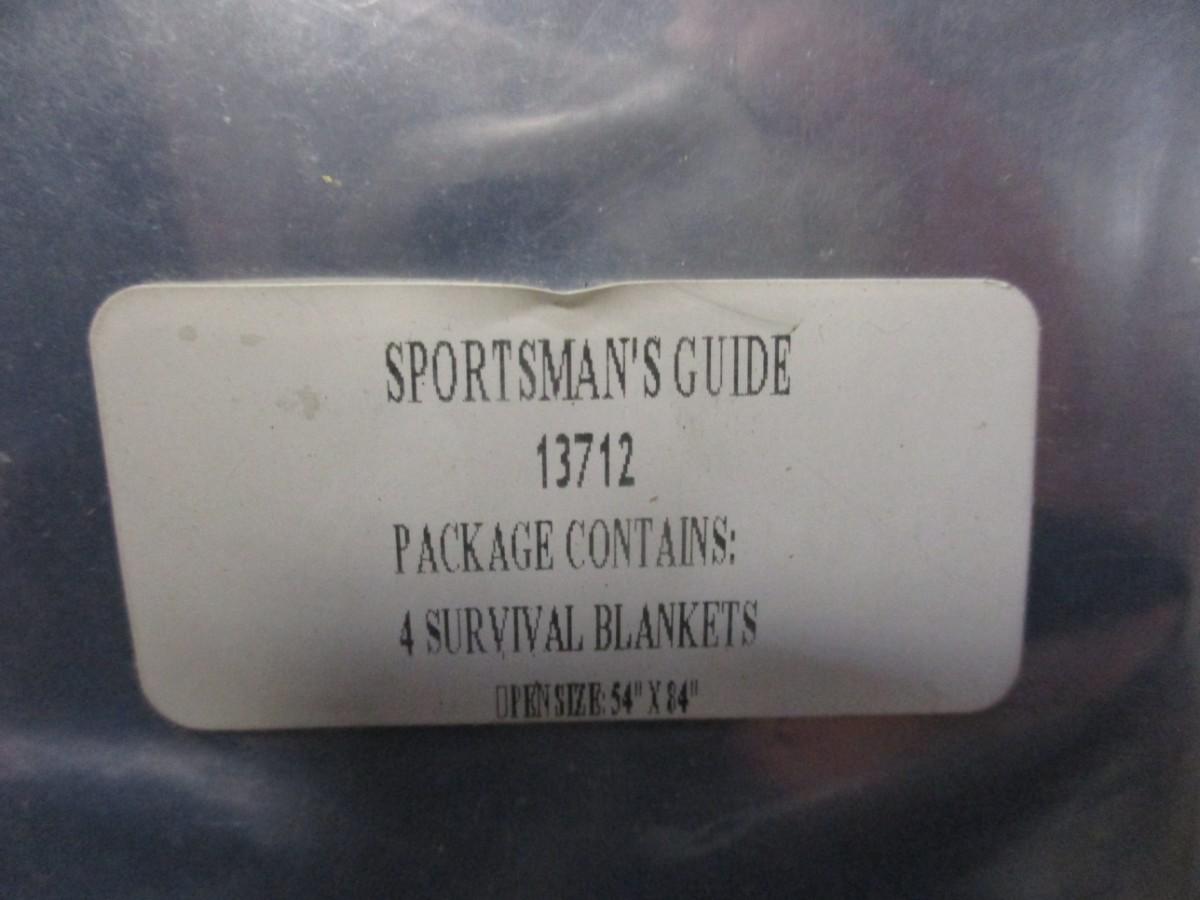 SPORTSMAN'S GUIDE
13712
PACKAGE CONTAINS:
4 SURVIVAL BLANKETS
OPEN SIZE: 54" X 84"